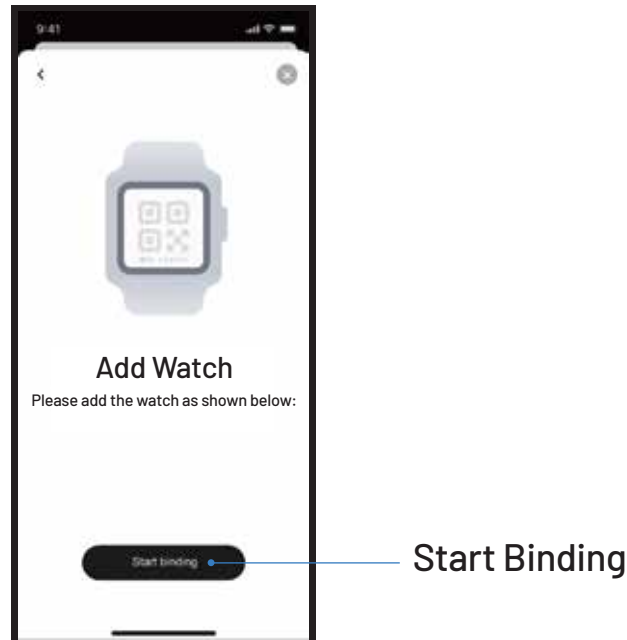 9:41
Add Watch
Please add the watch as shown below:
Start binding
Start Binding